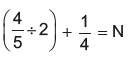 (4/5 ÷ 2) + 1/4 = N